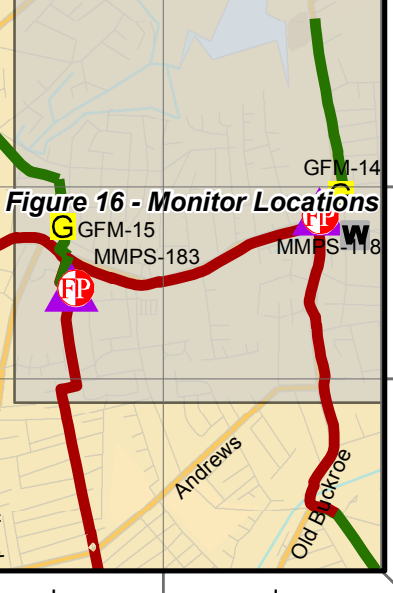 GFM-14
G
Figure 16 - Monitor Locations
G GFM-15
FP
W
MMPS-118
MMPS-183
FP
Andrews
Old Buckroe